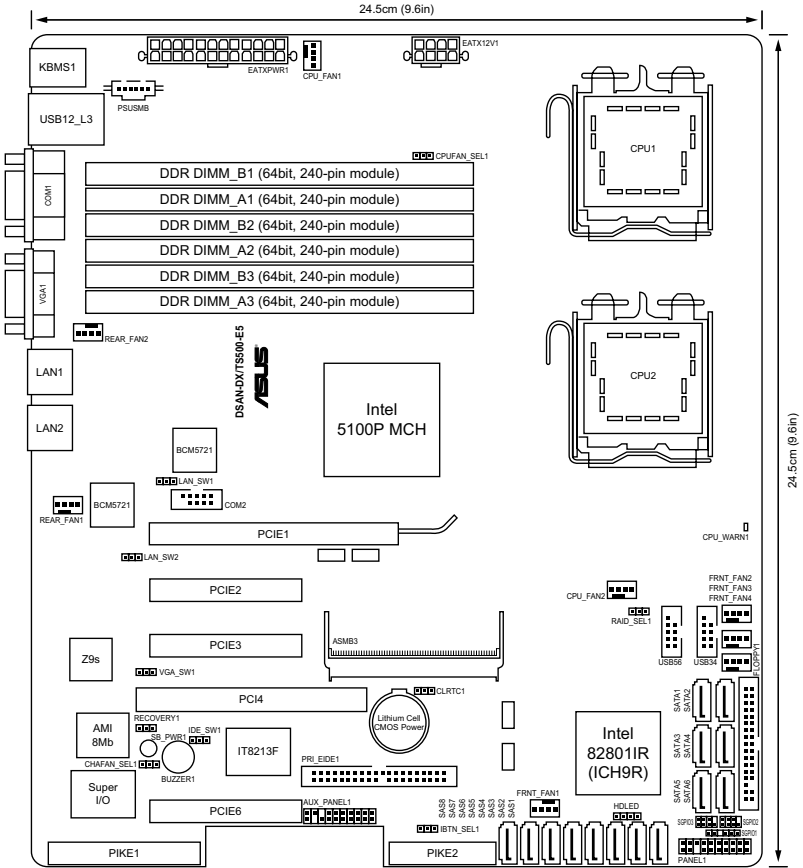 24.5cm (9.6in)
KBMS1
EATXPWR1
CPU_FAN1
EATX12V1
PSUSMB
USB12_L3
CPU1
CPUFAN_SEL1
COM1
DDR DIMM_B1 (64bit, 240-pin module)
DDR DIMM_A1 (64bit, 240-pin module)
DDR DIMM_B2 (64bit, 240-pin module)
DDR DIMM_A2 (64bit, 240-pin module)
DDR DIMM_B3 (64bit, 240-pin module)
DDR DIMM_A3 (64bit, 240-pin module)
VGA1
REAR_FAN2
DSAN-DX/TS500-E5
ASUS
LAN1
LAN2
Intel
5100P MCH
CPU2
24.5cm (9.6in)
BCM5721
LAN_SW1
COM2
BCM5721
REAR_FAN1
PCIE1
LAN_SW2
CPU_WARN1
PCIE2
CPU_FAN2
RAID_SEL1
FRNT_FAN2
FRNT_FAN3
FRNT_FAN4
USB56
USB34
FLOPPY1
PCIE3
ASMB3
Z9s
VGA_SW1
PCI4
CLRTC1
Lithium Cell
CMOS Power
SATA1
SATA2
AMI
8Mb
RECOVERY1
SB_PWR1
IDE_SW1
CHAFAN_SEL1
BUZZER1
IT8213F
PRI_EIDE1
Intel
82801IR
(ICH9R)
SATA3
SATA4
SATA5
SATA6
Super
I/O
PCIE6
AUX_PANEL1
SAS8
SAS7
SAS6
SAS5
SAS4
SAS3
SAS2
SAS1
FRNT_FAN1
HDLED
IBTN_SEL1
SGPIO3
SGPIO2
SGPIO1
PANEL1
PIKE1
PIKE2